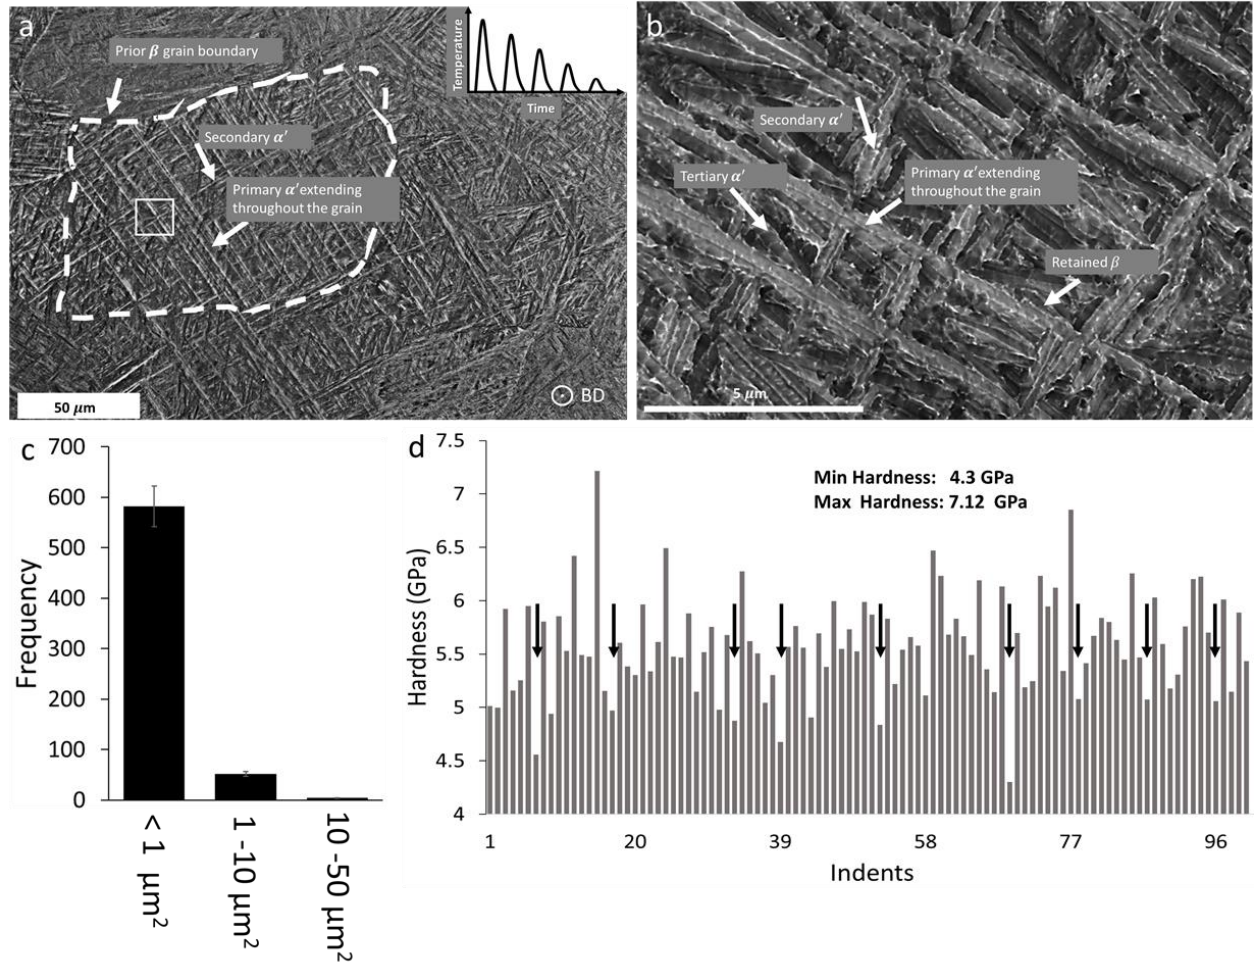 a
Prior β grain boundary
Secondary α′
Primary α′extending
throughout the grain
Temperature
Time
50 μm
BD
b
Secondary α′
Tertiary α′
Primary α′extending
throughout the grain
Retained β
5 μm
c
Frequency
700
600
500
400
300
200
100
0
< 1 μm²
1 -10 μm²
10 -50 μm²
d
Hardness (GPa)
7.5
7
6.5
6
5.5
5
4.5
4
Min Hardness: 4.3 GPa
Max Hardness: 7.12 GPa
1
20
39
58
77
96
Indents